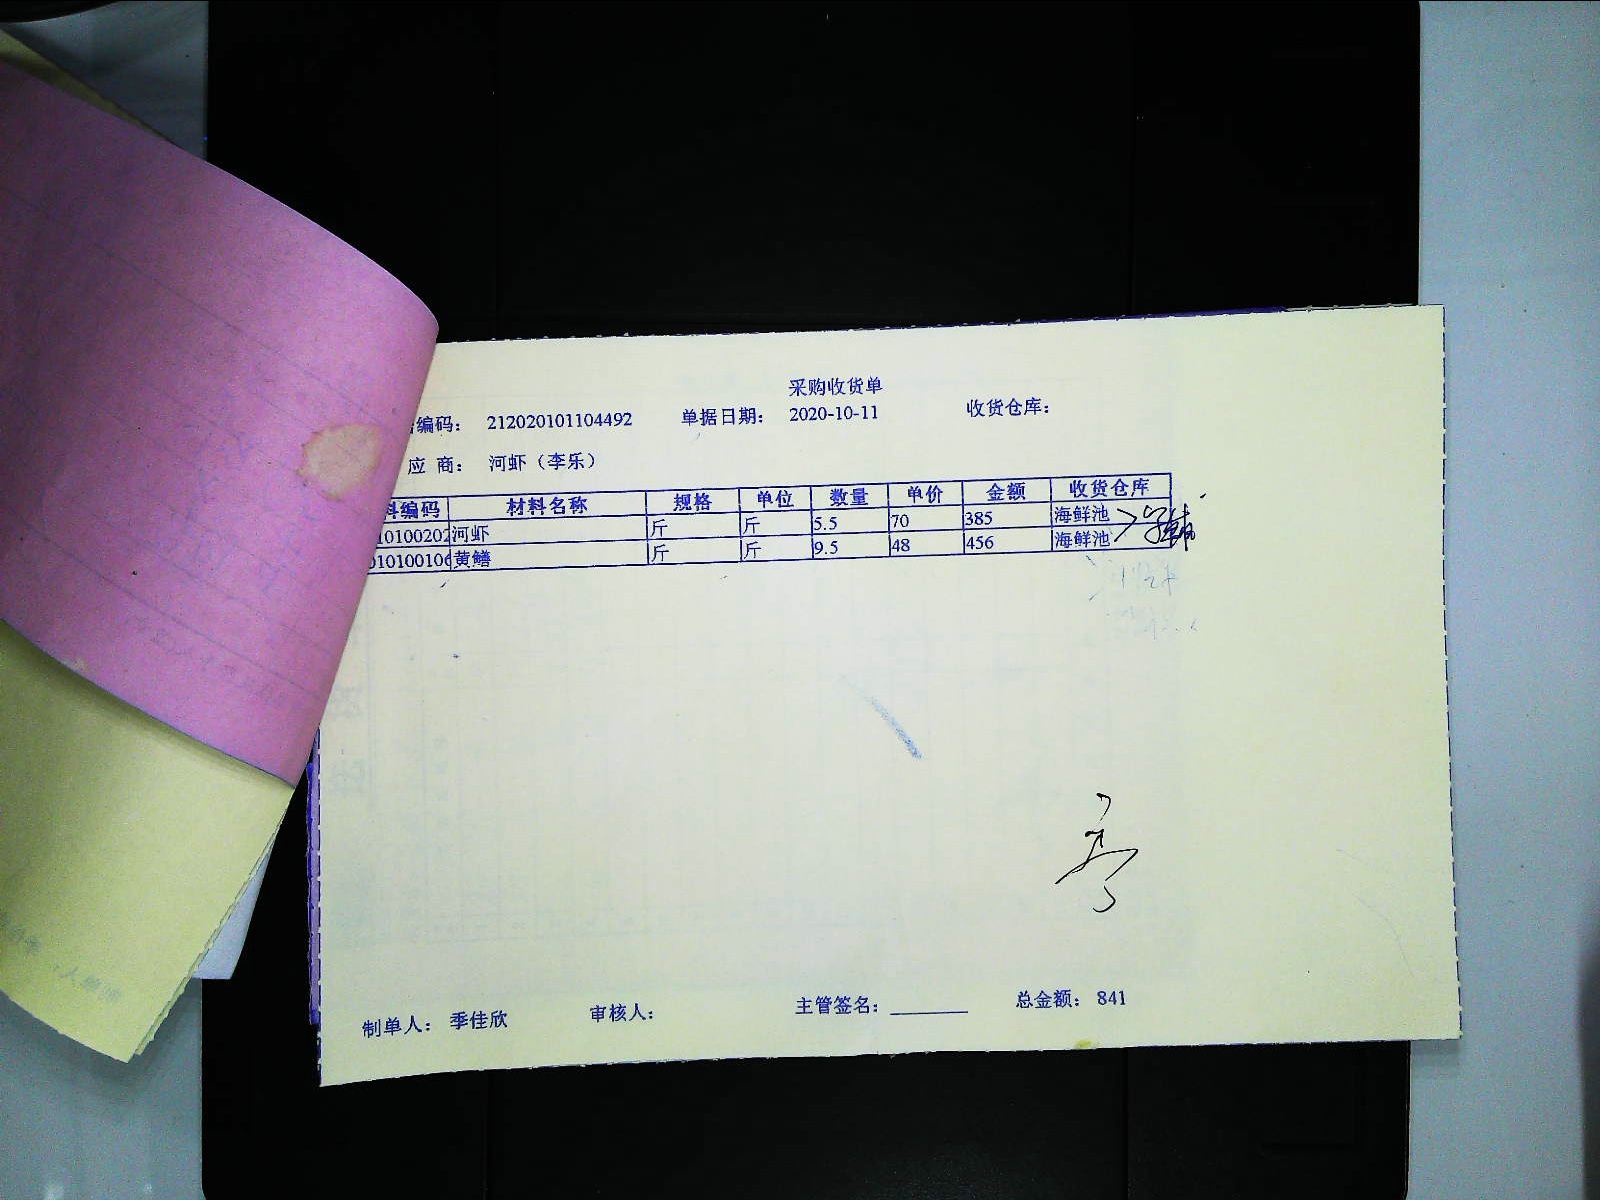 采购收货单
编码： 212020101104492 单据日期： 2020-10-11 收货仓库：
应 商： 河虾（李乐）
料编码 材料名称 规格 单位 数量 单价 金额 收货仓库
10100202 河虾 斤 斤 5.5 70 385 海鲜池
010100106 黄鳝 斤 斤 9.5 48 456 海鲜池
制单人： 季佳欣 审核人： 主管签名：________ 总金额： 841